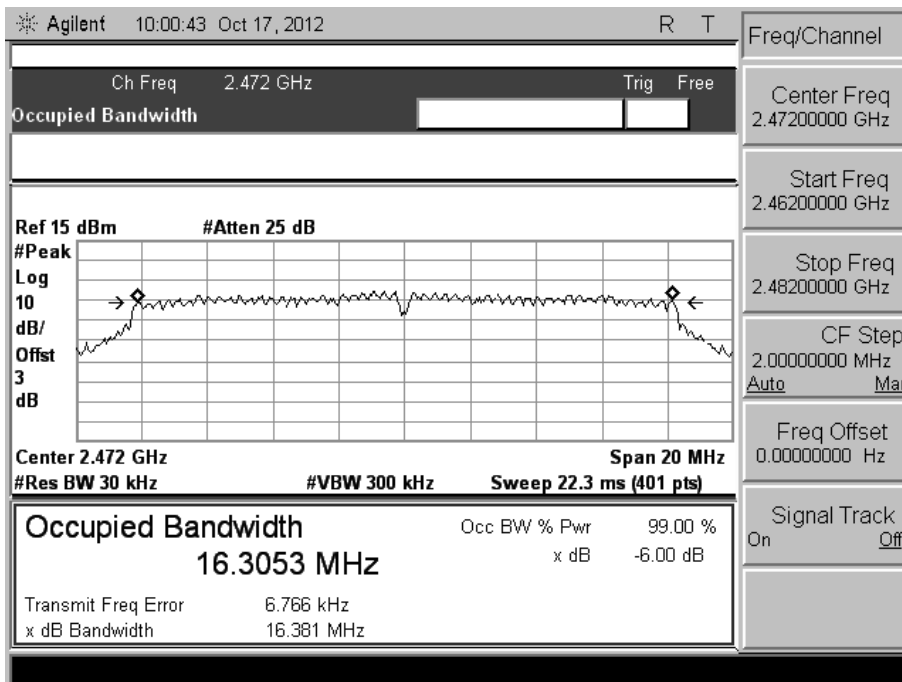 Agilent 10:00:43 Oct 17, 2012 R T
Ch Freq 2.472 GHz Trig Free
Occupied Bandwidth
Ref 15 dBm #Atten 25 dB
#Peak
Log
10
dB/
Offst
3
dB
Center 2.472 GHz Span 20 MHz
#Res BW 30 kHz #VBW 300 kHz Sweep 22.3 ms (401 pts)
Occupied Bandwidth Occ BW % Pwr 99.00 %
16.3053 MHz x dB -6.00 dB
Transmit Freq Error 6.766 kHz
x dB Bandwidth 16.381 MHz
Freq/Channel
Center Freq
2.47200000 GHz
Start Freq
2.46200000 GHz
Stop Freq
2.48200000 GHz
CF Step
2.00000000 MHz
Auto Mar
Freq Offset
0.00000000 Hz
Signal Track
On Off